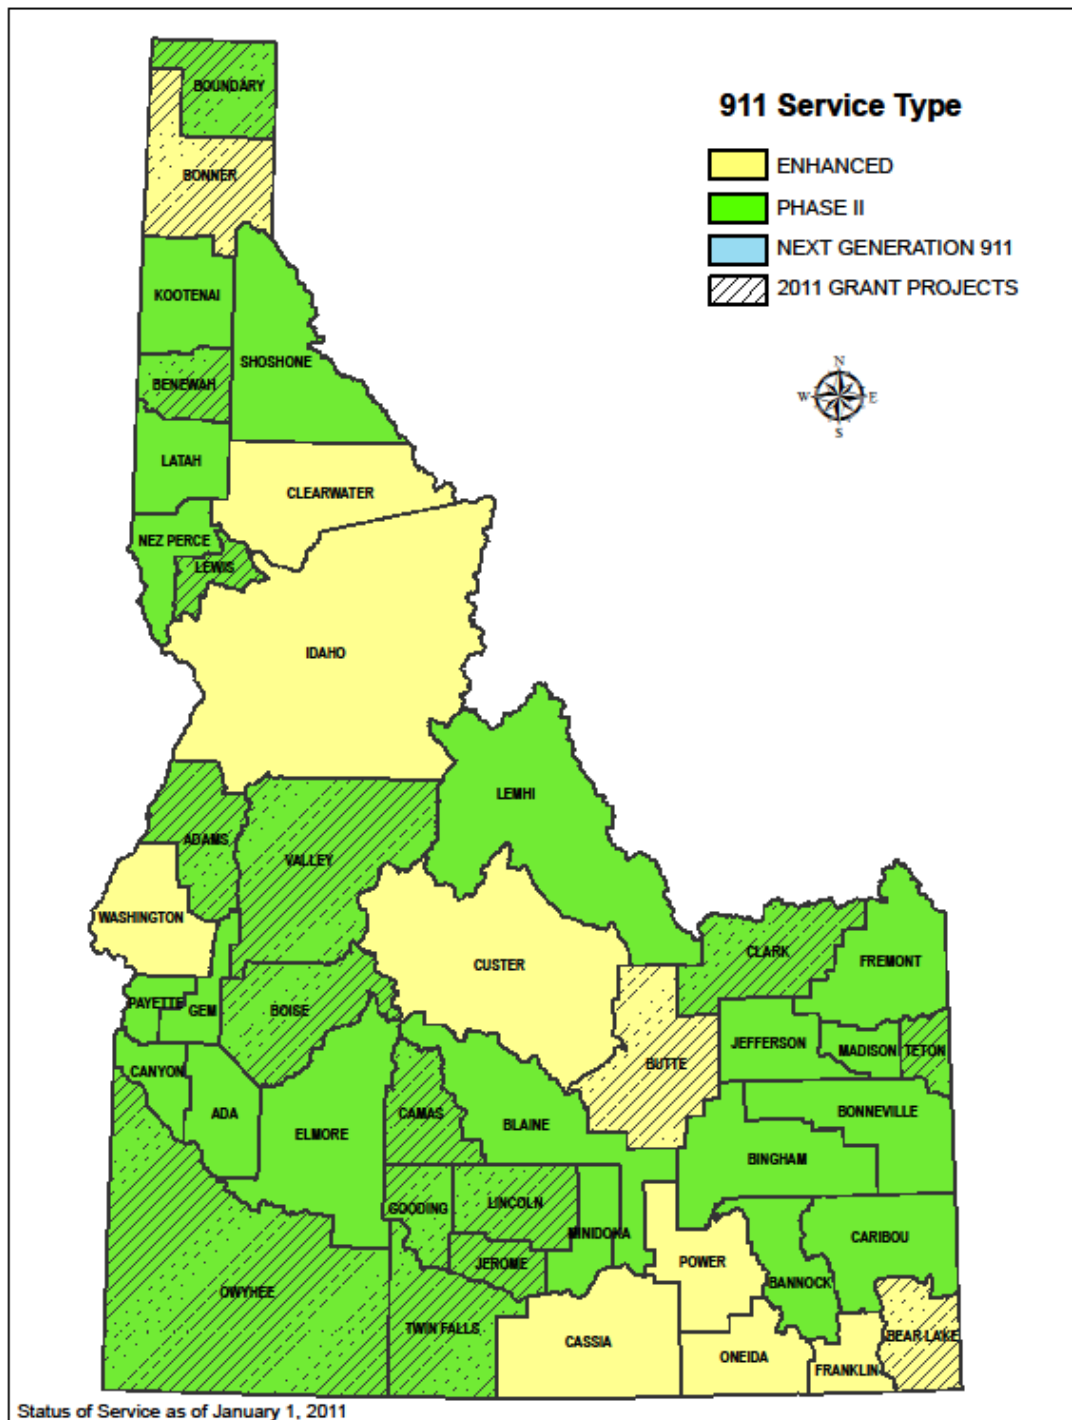 BOUNDARY
911 Service Type
ENHANCED
BONNER
PHASE II
NEXT GENERATION 911
KOOTENAI
2011 GRANT PROJECTS
SHOSHONE
N
BENEWAH
W E
S
LATAH
CLEARWATER
NEZ PERCE
LEWIS
IDAHO
LEMHI
ADAMS
VALLEY
WASHINGTON
CLARK
CUSTER
FREMONT
PAYETTE
GEM
BOISE
JEFFERSON
MADISON
TETON
BUTTE
CANYON
ADA
CAMAS
BLAINE
BONNEVILLE
ELMORE
BINGHAM
GOODING
LINCOLN
MINIDOKA
CARIBOU
JEROME
POWER
BANNOCK
OWYHEE
TWIN FALLS
CASSIA
BEAR LAKE
ONEIDA
FRANKLIN
Status of Service as of January 1, 2011